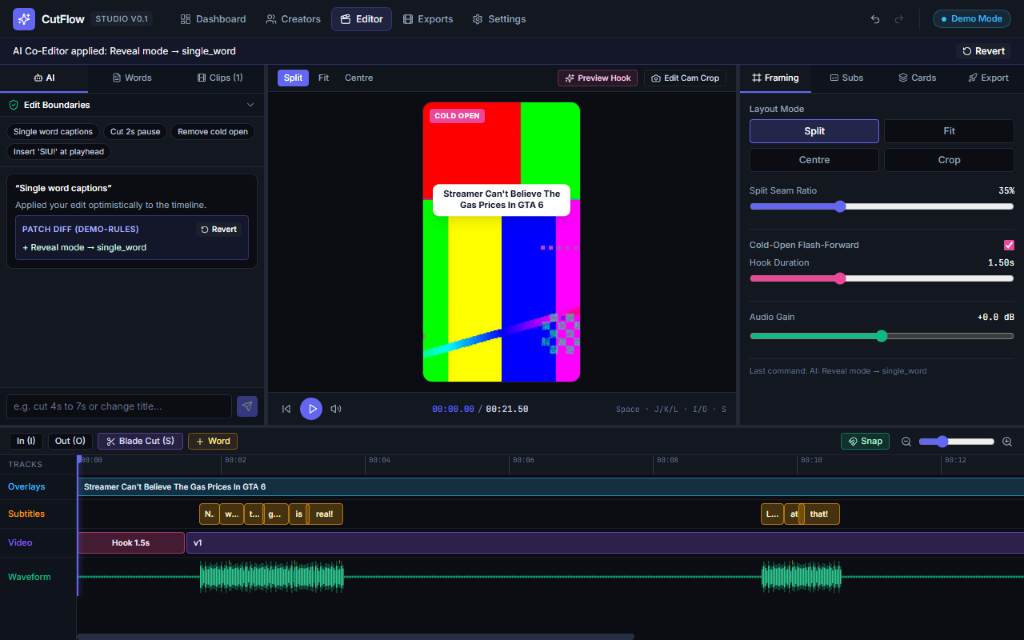 CutFlow STUDIO V0.1 Dashboard Creators Editor Exports Settings Demo Mode
AI Co-Editor applied: Reveal mode → single_word Revert
AI Words Clips (1)
Edit Boundaries
Single word captions Cut 2s pause Remove cold open
Insert 'SIU!' at playhead
"Single word captions"
Applied your edit optimistically to the timeline.
PATCH DIFF (DEMO-RULES) Revert
+ Reveal mode → single_word
e.g. cut 4s to 7s or change title...
Split Fit Centre Preview Hook Edit Cam Crop
COLD OPEN
Streamer Can't Believe The
Gas Prices In GTA 6
00:00.00 / 00:21.50 Space · J/K/L · I/O · S
Framing Subs Cards Export
Layout Mode
Split Fit
Centre Crop
Split Seam Ratio 35%
Cold-Open Flash-Forward
Hook Duration 1.50s
Audio Gain +0.0 dB
Last command: AI: Reveal mode → single_word
In (I) Out (O) Blade Cut (S) + Word Snap
TRACKS 00:00 00:02 00:04 00:06 00:08 00:10 00:12
Overlays Streamer Can't Believe The Gas Prices In GTA 6
Subtitles N. w... t... g... is real! L... at that!
Video Hook 1.5s v1
Waveform